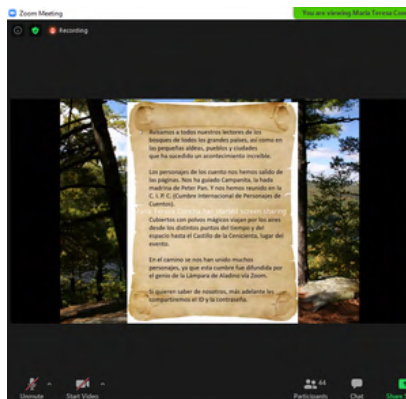 Zoom Meeting
You are viewing Maria Teresa
Recording
Avisamos a todos nuestros lectores de los
bosques de todos los grandes países, así como en
las pequeñas aldeas, pueblos y ciudades
que ha sucedido un acontecimiento increíble.
Los personajes de los cuento nos hemos salido de
las páginas. Nos ha guiado Campanita, la hada
madrina de Peter Pan. Y nos hemos reunido en la
C. I. P. C. (Cumbre Internacional de Personajes de
Cuentos).
has started screen sharing
Cubiertos con polvos mágicos viajan por los aires
desde los distintos puntos del tiempo y del
espacio hasta el Castillo de la Cenicienta, lugar del
evento.
En el camino se nos han unido muchos
personajes, ya que esta cumbre fue difundida por
el genio de la Lámpara de Aladino vía Zoom.
Si quieren saber de nosotros, más adelante les
compartiremos el ID y la contraseña.
Unmute
Start Video
44
Participants
Chat
Share